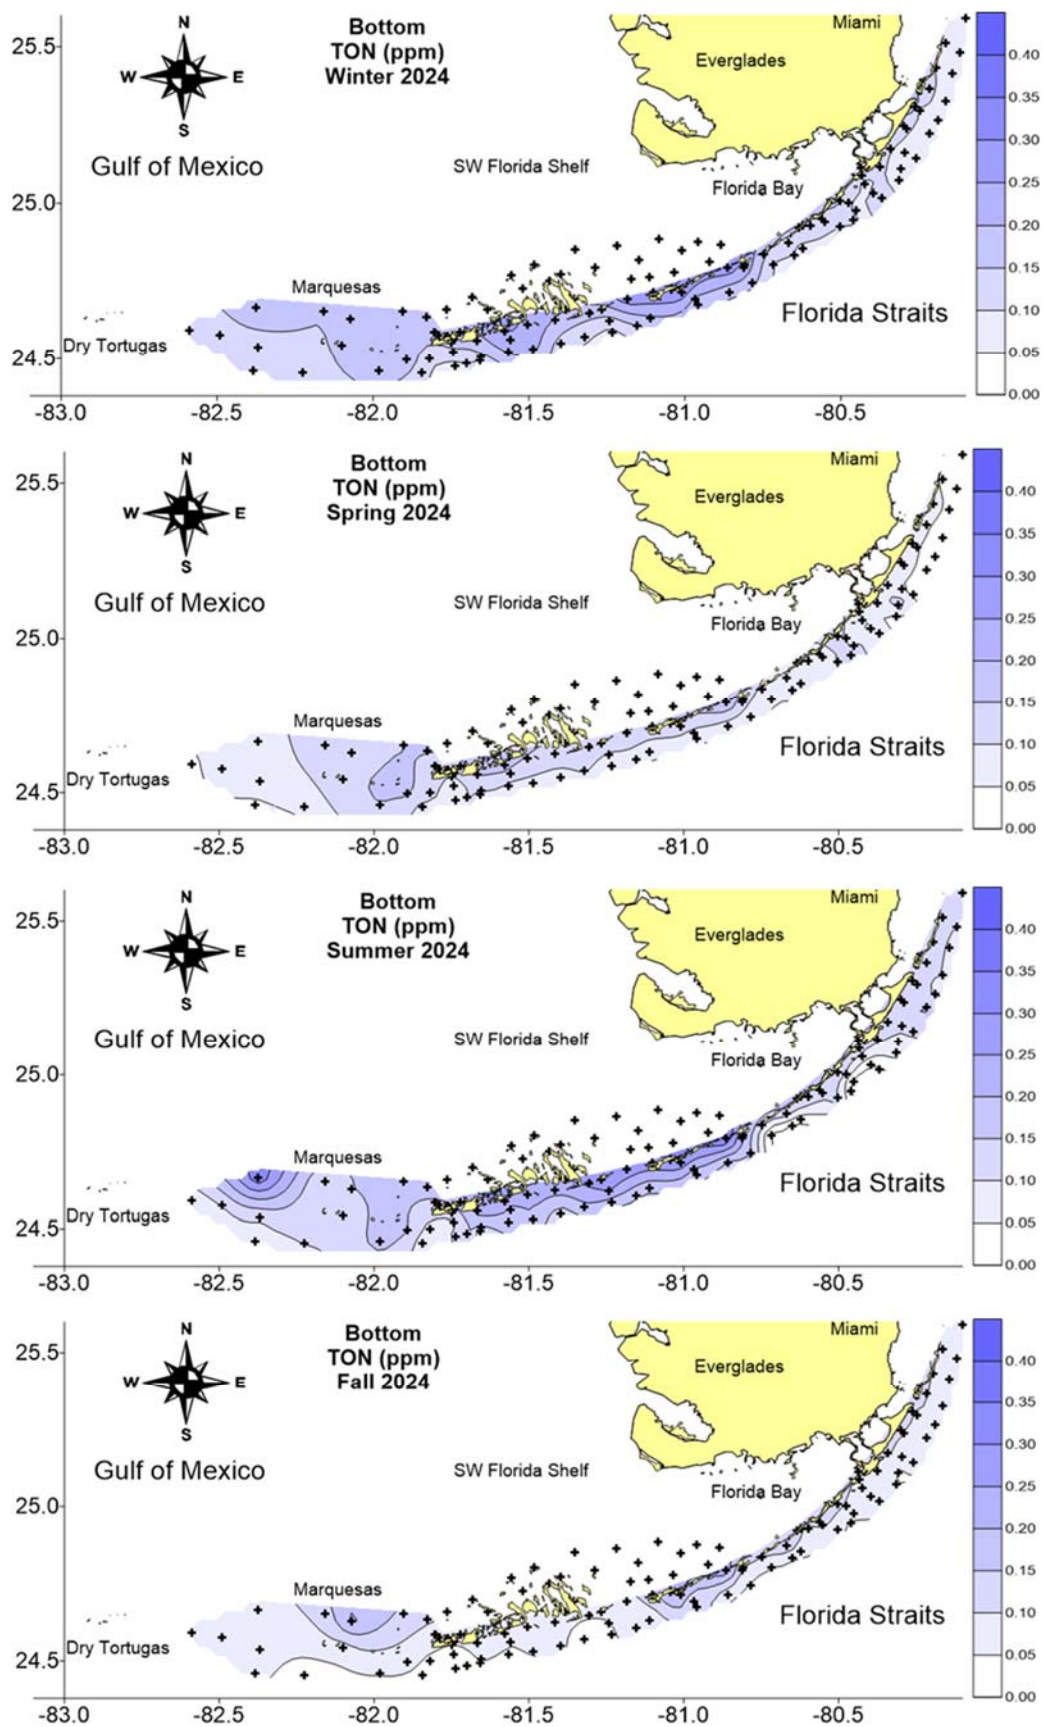 N
W E
S
Bottom
TON (ppm)
Winter 2024
Miami
Everglades
Gulf of Mexico
SW Florida Shelf
Florida Bay
Marquesas
Dry Tortugas
Florida Straits
25.5
25.0
24.5
-83.0 -82.5 -82.0 -81.5 -81.0 -80.5
0.40
0.35
0.30
0.25
0.20
0.15
0.10
0.05
0.00
N
W E
S
Bottom
TON (ppm)
Spring 2024
Miami
Everglades
Gulf of Mexico
SW Florida Shelf
Florida Bay
Marquesas
Dry Tortugas
Florida Straits
25.5
25.0
24.5
-83.0 -82.5 -82.0 -81.5 -81.0 -80.5
0.40
0.35
0.30
0.25
0.20
0.15
0.10
0.05
0.00
N
W E
S
Bottom
TON (ppm)
Summer 2024
Miami
Everglades
Gulf of Mexico
SW Florida Shelf
Florida Bay
Marquesas
Dry Tortugas
Florida Straits
25.5
25.0
24.5
-83.0 -82.5 -82.0 -81.5 -81.0 -80.5
0.40
0.35
0.30
0.25
0.20
0.15
0.10
0.05
0.00
N
W E
S
Bottom
TON (ppm)
Fall 2024
Miami
Everglades
Gulf of Mexico
SW Florida Shelf
Florida Bay
Marquesas
Dry Tortugas
Florida Straits
25.5
25.0
24.5
-83.0 -82.5 -82.0 -81.5 -81.0 -80.5
0.40
0.35
0.30
0.25
0.20
0.15
0.10
0.05
0.00